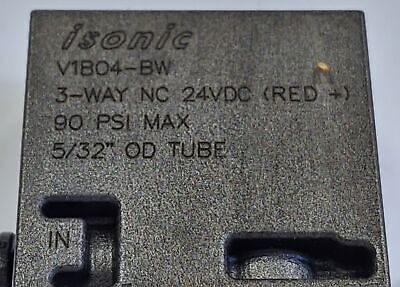 isonic
V1B04-BW
3-WAY NC 24VDC (RED +)
90 PSI MAX
5/32" OD TUBE
IN